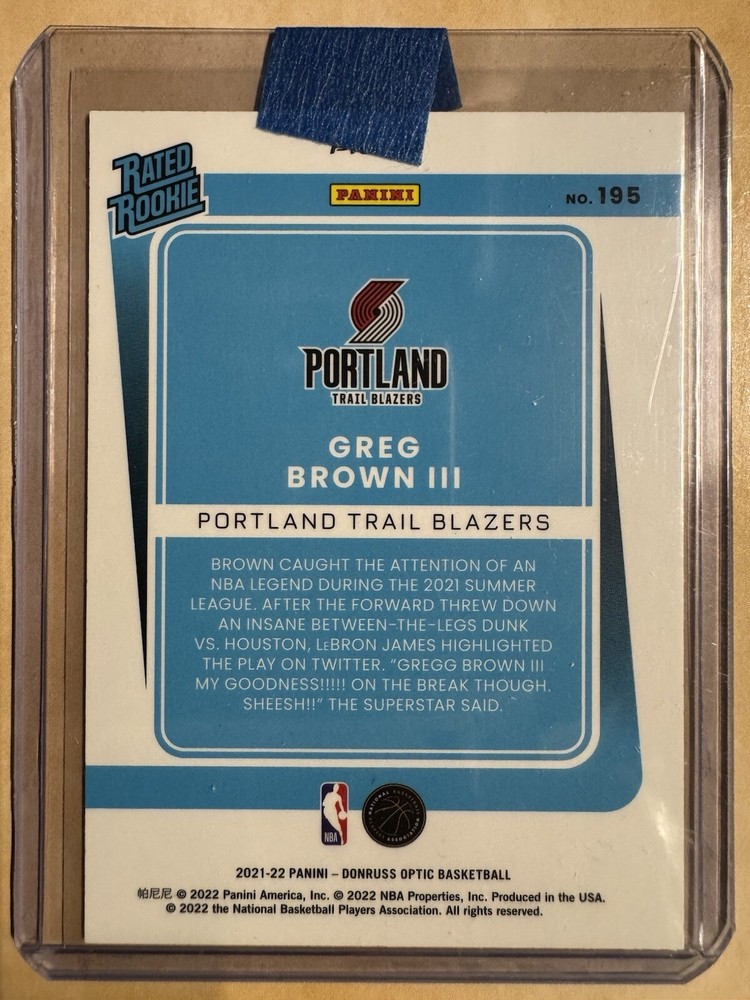 RATED
ROOKIE
PANINI
NO. 195
PORTLAND
TRAIL BLAZERS
GREG
BROWN III
PORTLAND TRAIL BLAZERS
BROWN CAUGHT THE ATTENTION OF AN
NBA LEGEND DURING THE 2021 SUMMER
LEAGUE. AFTER THE FORWARD THREW DOWN
AN INSANE BETWEEN-THE-LEGS DUNK
VS. HOUSTON, LeBRON JAMES HIGHLIGHTED
THE PLAY ON TWITTER. "GREGG BROWN III
MY GOODNESS!!!!! ON THE BREAK THOUGH.
SHEESH!!" THE SUPERSTAR SAID.
NBA
NATIONAL BASKETBALL PLAYERS ASSOCIATION
2021-22 PANINI – DONRUSS OPTIC BASKETBALL
帕尼尼 © 2022 Panini America, Inc. © 2022 NBA Properties, Inc. Produced in the USA.
© 2022 the National Basketball Players Association. All rights reserved.